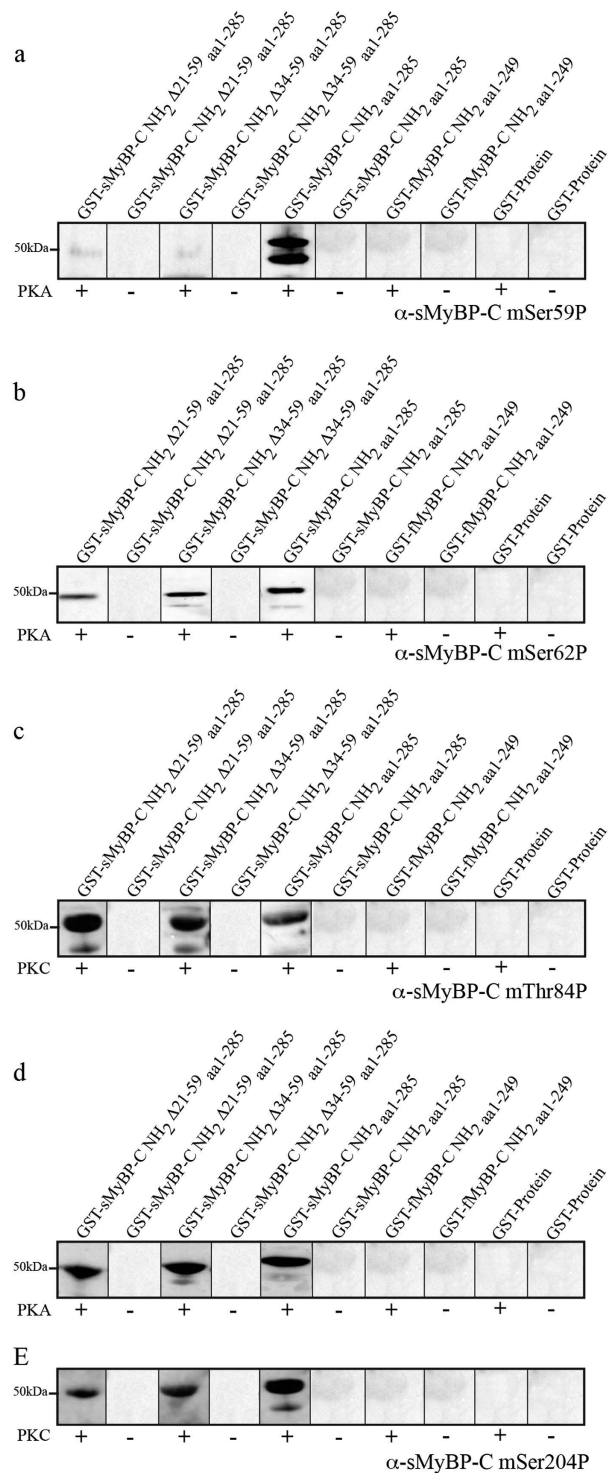 a
GST-sMyBP-C NH2 Δ21-59 aa1-285
GST-sMyBP-C NH2 Δ21-59 aa1-285
GST-sMyBP-C NH2 Δ34-59 aa1-285
GST-sMyBP-C NH2 Δ34-59 aa1-285
GST-sMyBP-C NH2 aa1-285
GST-sMyBP-C NH2 aa1-285
GST-fMyBP-C NH2 aa1-249
GST-fMyBP-C NH2 aa1-249
GST-Protein
GST-Protein
50kDa
PKA + - + - + - + - + -
α-sMyBP-C mSer59P
b
GST-sMyBP-C NH2 Δ21-59 aa1-285
GST-sMyBP-C NH2 Δ21-59 aa1-285
GST-sMyBP-C NH2 Δ34-59 aa1-285
GST-sMyBP-C NH2 Δ34-59 aa1-285
GST-sMyBP-C NH2 aa1-285
GST-sMyBP-C NH2 aa1-285
GST-fMyBP-C NH2 aa1-249
GST-fMyBP-C NH2 aa1-249
GST-Protein
GST-Protein
50kDa
PKA + - + - + - + - + -
α-sMyBP-C mSer62P
c
GST-sMyBP-C NH2 Δ21-59 aa1-285
GST-sMyBP-C NH2 Δ21-59 aa1-285
GST-sMyBP-C NH2 Δ34-59 aa1-285
GST-sMyBP-C NH2 Δ34-59 aa1-285
GST-sMyBP-C NH2 aa1-285
GST-sMyBP-C NH2 aa1-285
GST-fMyBP-C NH2 aa1-249
GST-fMyBP-C NH2 aa1-249
GST-Protein
GST-Protein
50kDa
PKC + - + - + - + - + -
α-sMyBP-C mThr84P
d
GST-sMyBP-C NH2 Δ21-59 aa1-285
GST-sMyBP-C NH2 Δ21-59 aa1-285
GST-sMyBP-C NH2 Δ34-59 aa1-285
GST-sMyBP-C NH2 Δ34-59 aa1-285
GST-sMyBP-C NH2 aa1-285
GST-sMyBP-C NH2 aa1-285
GST-fMyBP-C NH2 aa1-249
GST-fMyBP-C NH2 aa1-249
GST-Protein
GST-Protein
50kDa
PKA + - + - + - + - + -
E
50kDa
PKC + - + - + - + - + -
α-sMyBP-C mSer204P